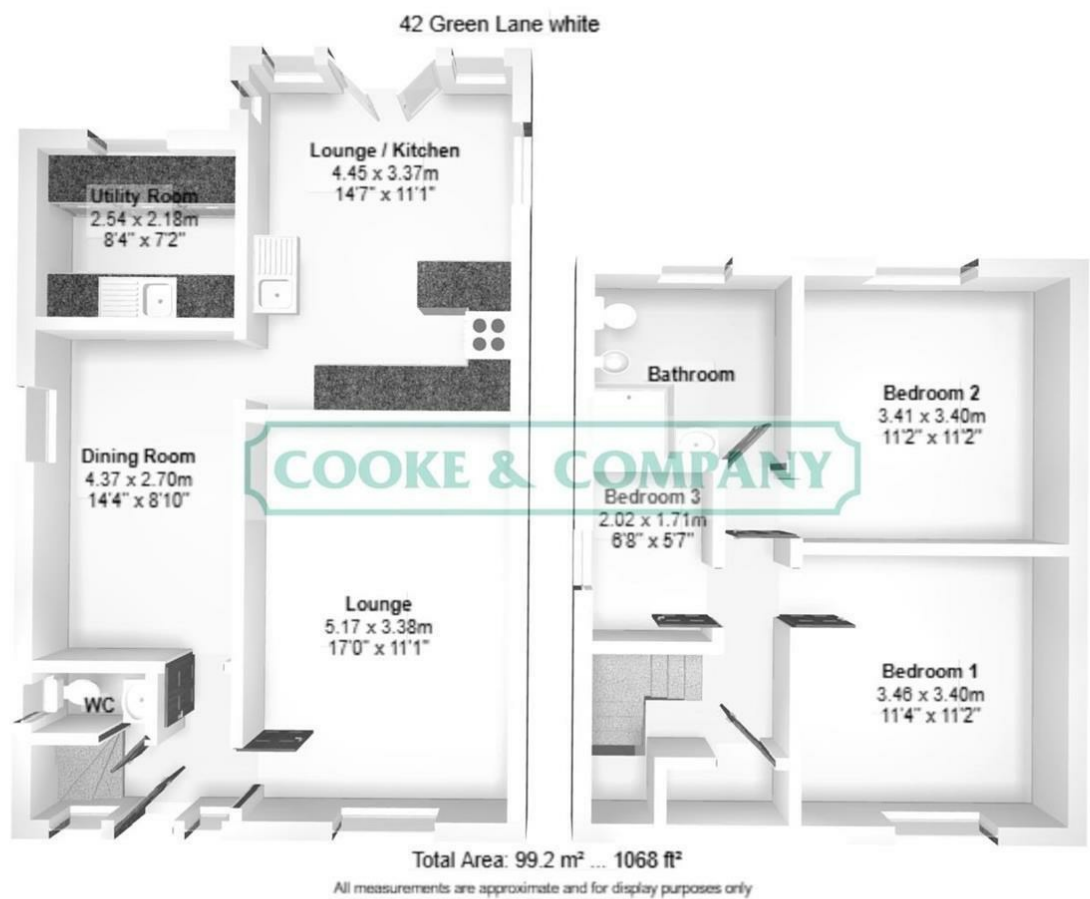 42 Green Lane white
Lounge / Kitchen
4.45 x 3.37m
14'7" x 11'1"
Utility Room
2.54 x 2.18m
8'4" x 7'2"
Bathroom
Bedroom 2
3.41 x 3.40m
11'2" x 11'2"
Dining Room
4.37 x 2.70m
14'4" x 8'10"
COOKE & COMPANY
Bedroom 3
2.02 x 1.71m
6'8" x 5'7"
Lounge
5.17 x 3.38m
17'0" x 11'1"
WC
Bedroom 1
3.46 x 3.40m
11'4" x 11'2"
Total Area: 99.2 m² ... 1068 ft²
All measurements are approximate and for display purposes only